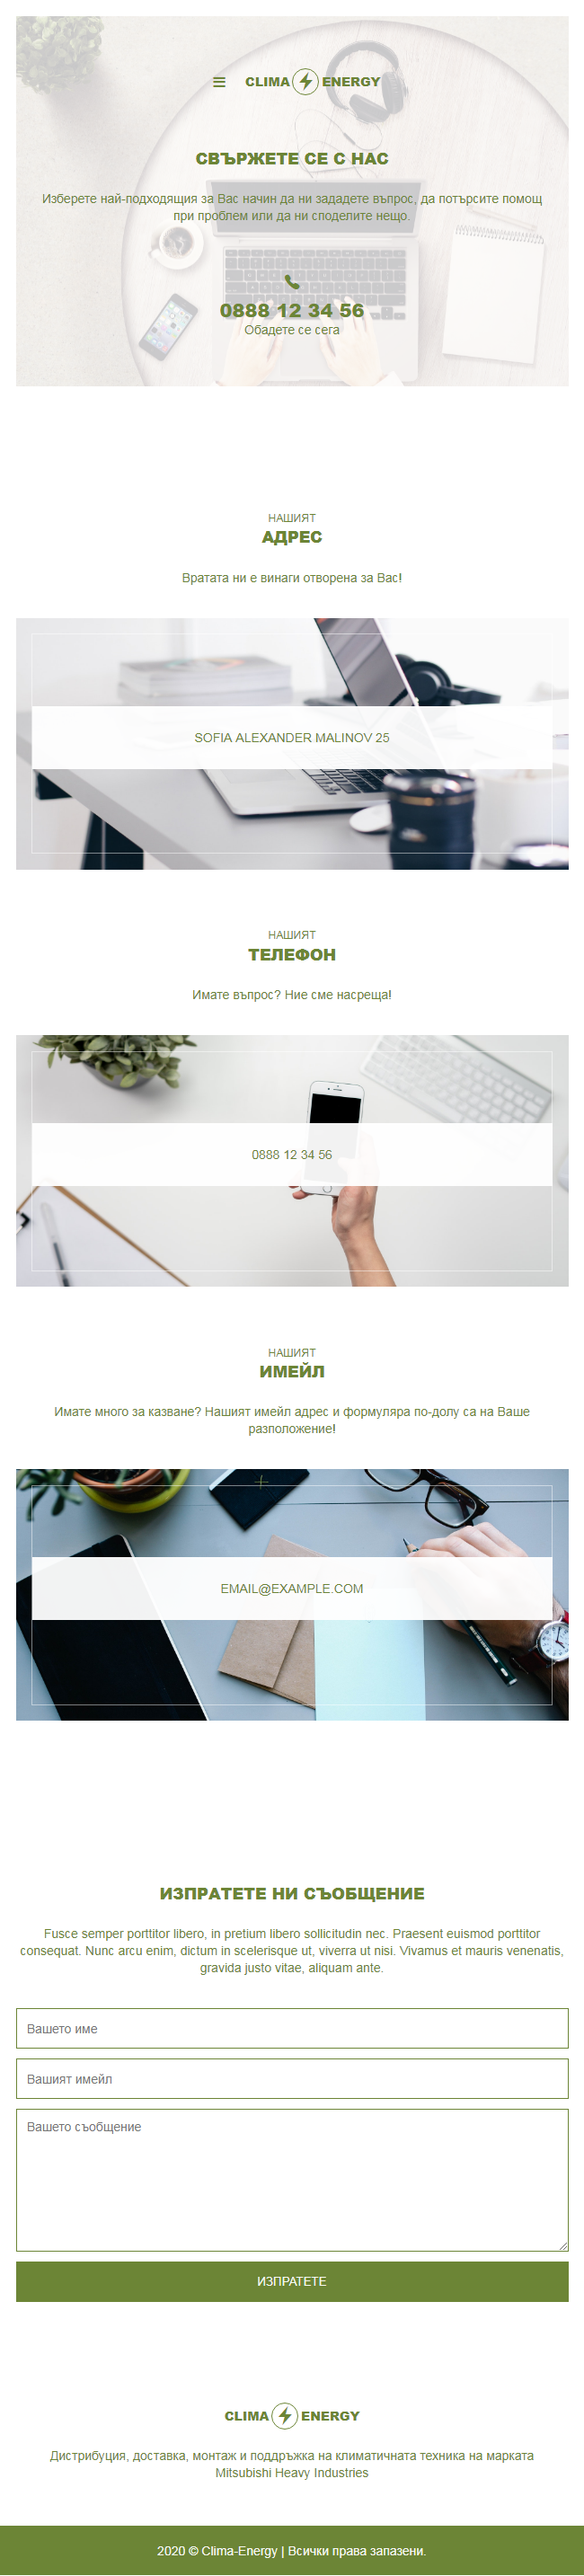 CLIMA ENERGY
СВЪРЖЕТЕ СЕ С НАС
Изберете най-подходящия за Вас начин да ни зададете въпрос, да потърсите помощ
при проблем или да ни споделите нещо.
0888 12 34 56
Обадете се сега
НАШИЯТ
АДРЕС
Вратата ни е винаги отворена за Вас!
SOFIA ALEXANDER MALINOV 25
НАШИЯТ
ТЕЛЕФОН
Имате въпрос? Ние сме насреща!
0888 12 34 56
НАШИЯТ
ИМЕЙЛ
Имате много за казване? Нашият имейл адрес и формуляра по-долу са на Ваше
разположение!
EMAIL@EXAMPLE.COM
ИЗПРАТЕТЕ НИ СЪОБЩЕНИЕ
Fusce semper porttitor libero, in pretium libero sollicitudin nec. Praesent euismod porttitor
consequat. Nunc arcu enim, dictum in scelerisque ut, viverra ut nisi. Vivamus et mauris venenatis,
gravida justo vitae, aliquam ante.
Вашето име
Вашият имейл
Вашето съобщение
ИЗПРАТЕТЕ
CLIMA ENERGY
Дистрибуция, доставка, монтаж и поддръжка на климатичната техника на марката
Mitsubishi Heavy Industries
2020 © Clima-Energy | Всички права запазени.